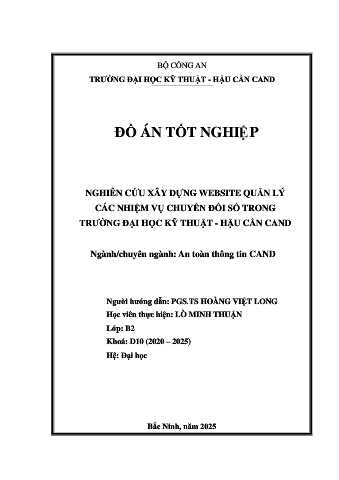 BỘ CÔNG AN
TRƯỜNG ĐẠI HỌC KỸ THUẬT - HẬU CẦN CAND
ĐỒ ÁN TỐT NGHIỆP
NGHIÊN CỨU XÂY DỰNG WEBSITE QUẢN LÝ
CÁC NHIỆM VỤ CHUYỂN ĐỔI SỐ TRONG
TRƯỜNG ĐẠI HỌC KỸ THUẬT - HẬU CẦN CAND
Ngành/chuyên ngành: An toàn thông tin CAND
Người hướng dẫn: PGS.TS HOÀNG VIỆT LONG
Học viên thực hiện: LÒ MINH THUẬN
Lớp: B2
Khoá: D10 (2020 – 2025)
Hệ: Đại học
Bắc Ninh, năm 2025